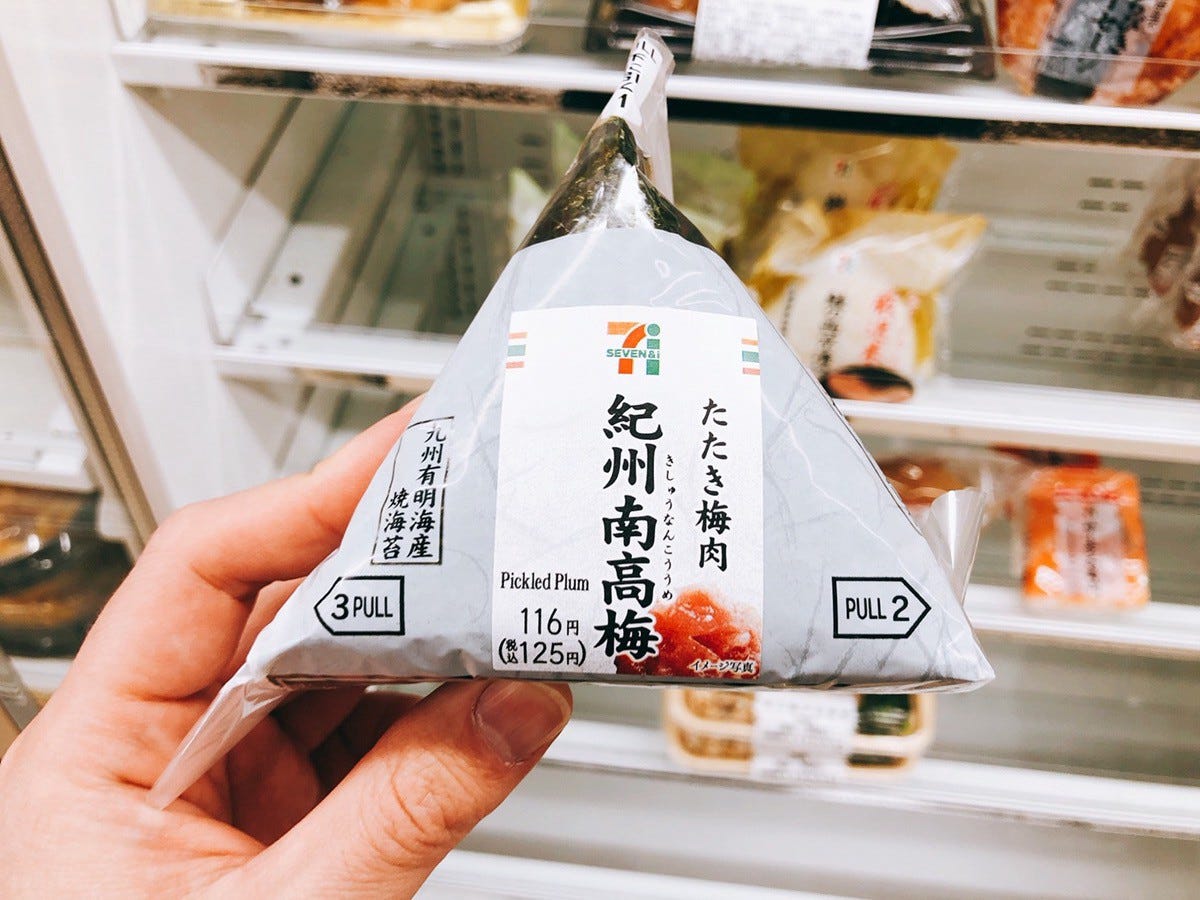 1
SEVEN&i
たたき梅肉
紀州南高梅
きしゅうなんこううめ
九州有明海産
焼海苔
Pickled Plum
116円
(税込125円)
イメージ写真
3 PULL
PULL 2